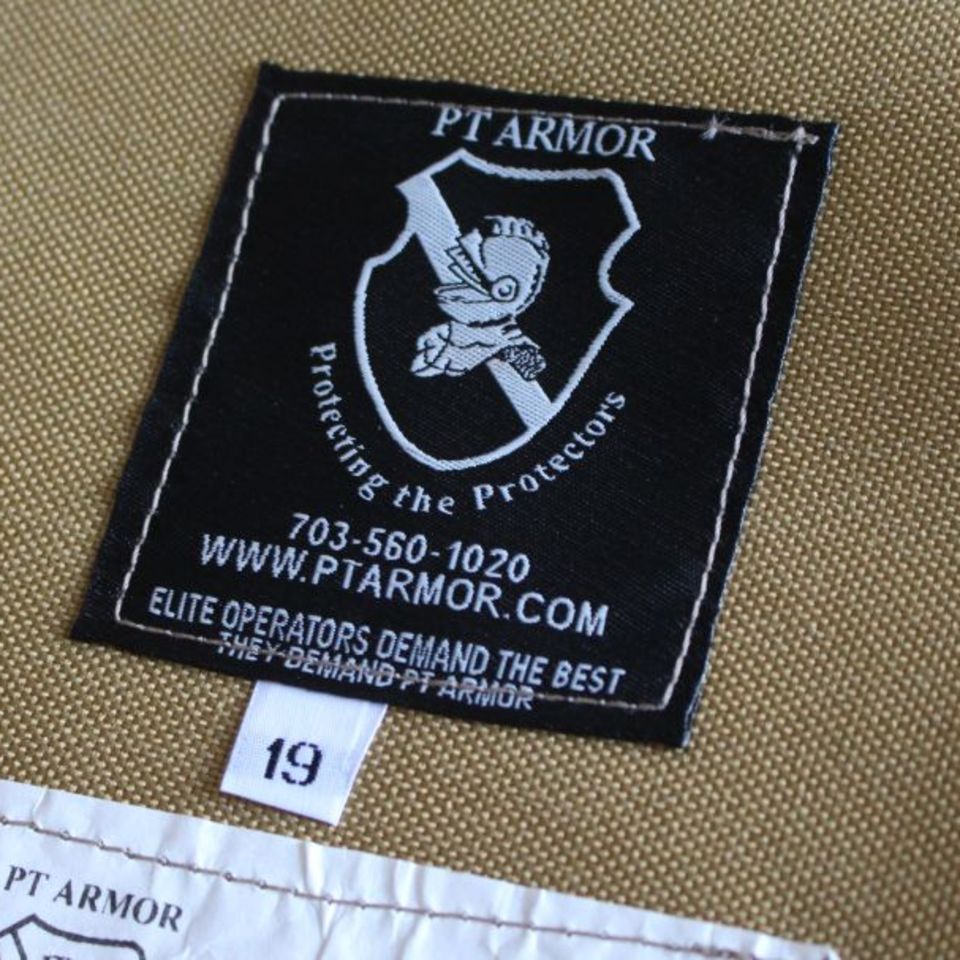 PT ARMOR
Protecting the Protectors
703-560-1020
WWW.PTARMOR.COM
ELITE OPERATORS DEMAND THE BEST
THEY DEMAND PT ARMOR
19
PT ARMOR